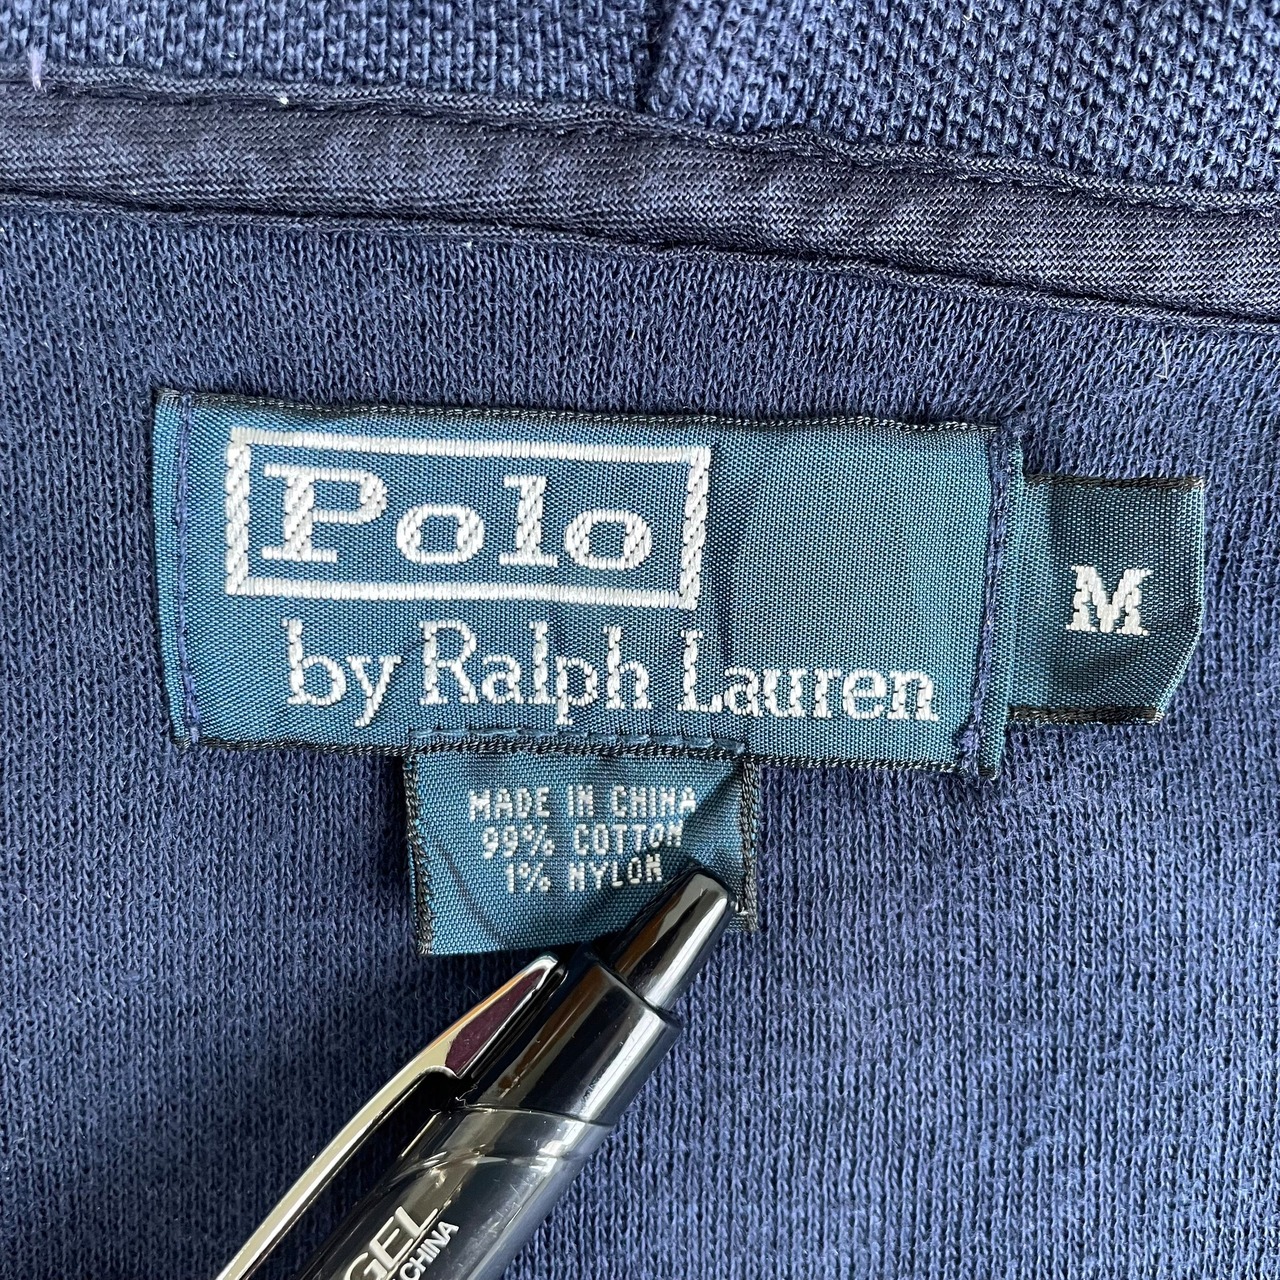 Polo
by Ralph Lauren
M
MADE IN CHINA
99% COTTON
1% NYLON
GEL
CHINA